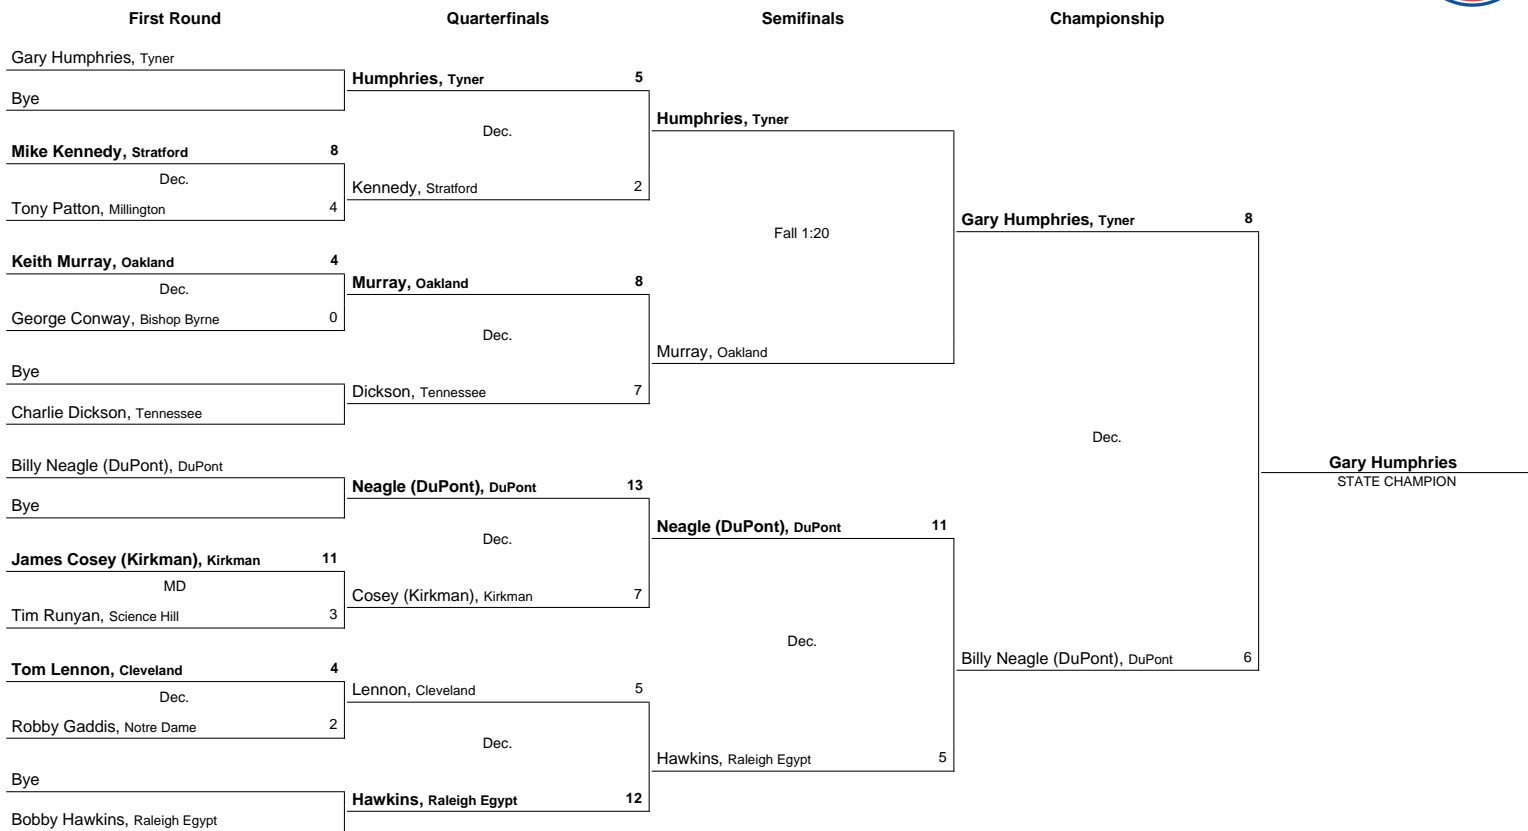 First Round Quarterfinals Semifinals Championship
Gary Humphries, Tyner
Bye
Mike Kennedy, Stratford 8
Dec.
Tony Patton, Millington 4
Keith Murray, Oakland 4
Dec.
George Conway, Bishop Byrne 0
Bye
Charlie Dickson, Tennessee
Billy Neagle (DuPont), DuPont
Bye
James Cosey (Kirkman), Kirkman 11
MD
Tim Runyan, Science Hill 3
Tom Lennon, Cleveland 4
Dec.
Robby Gaddis, Notre Dame 2
Bye
Bobby Hawkins, Raleigh Egypt
Humphries, Tyner 5
Dec.
Kennedy, Stratford 2
Murray, Oakland 8
Dec.
Dickson, Tennessee 7
Neagle (DuPont), DuPont 13
Dec.
Cosey (Kirkman), Kirkman 7
Lennon, Cleveland 5
Dec.
Hawkins, Raleigh Egypt 12
Humphries, Tyner
Fall 1:20
Murray, Oakland
Neagle (DuPont), DuPont 11
Dec.
Hawkins, Raleigh Egypt 5
Gary Humphries, Tyner 8
Dec.
Billy Neagle (DuPont), DuPont 6
Gary Humphries
STATE CHAMPION